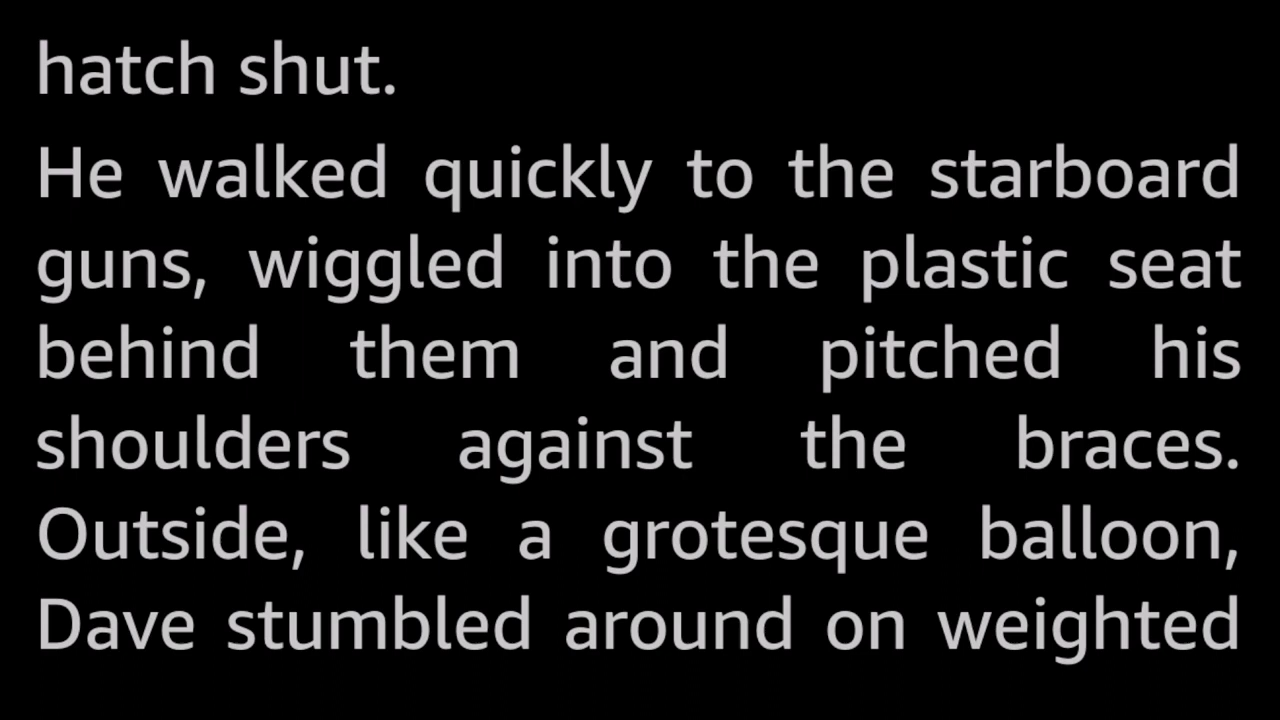 hatch shut.
He walked quickly to the starboard
guns, wiggled into the plastic seat
behind them and pitched his
shoulders against the braces.
Outside, like a grotesque balloon,
Dave stumbled around on weighted